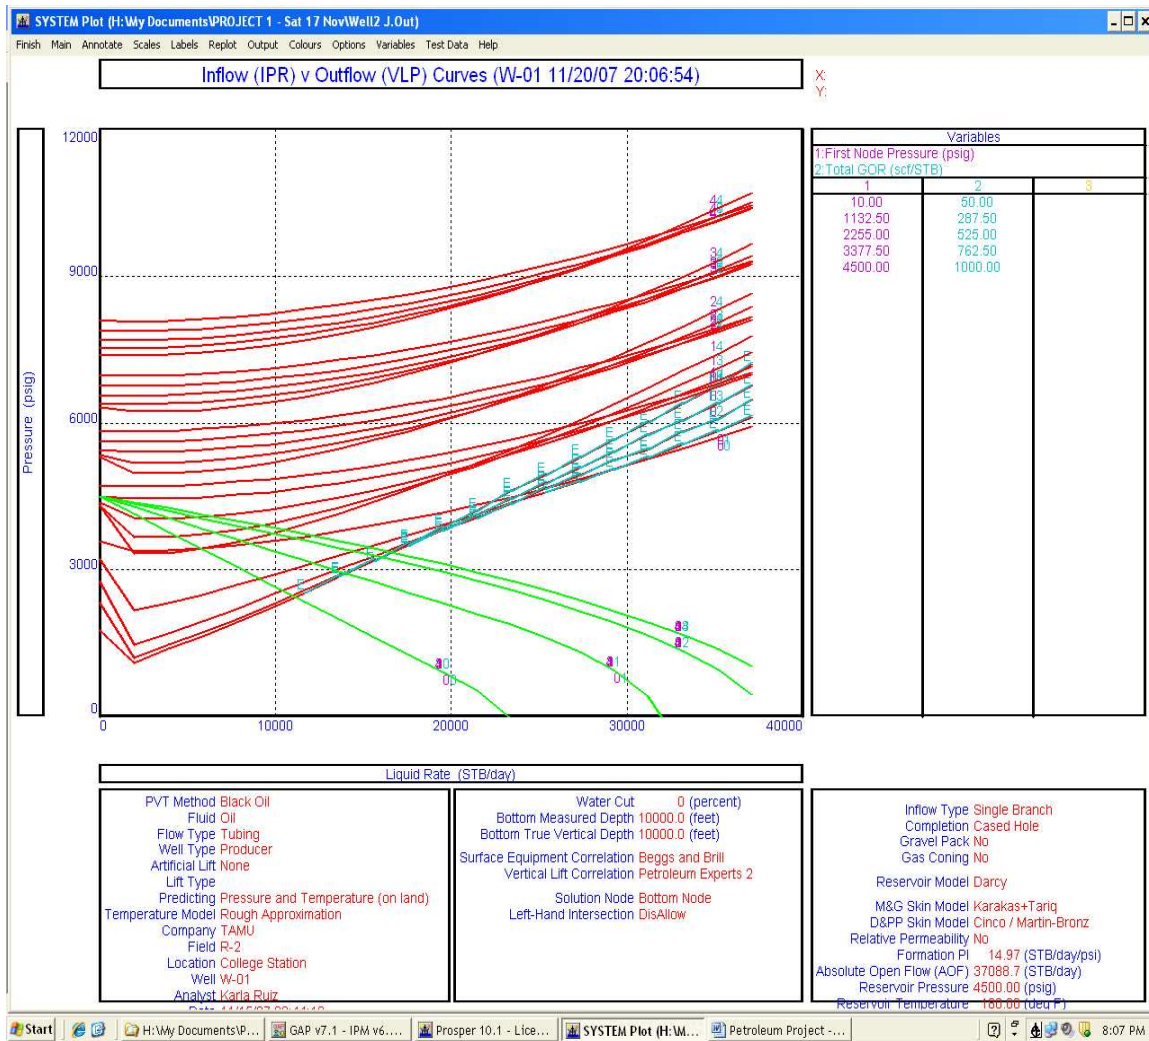 SYSTEM Plot (H:\My Documents\PROJECT 1 - Sat 17 Nov\Well2 J.Out)
Finish Main Annotate Scales Labels Replot Output Colours Options Variables Test Data Help
Inflow (IPR) v Outflow (VLP) Curves (W-01 11/20/07 20:06:54)
X:
Y:
Variables
1:First Node Pressure (psig)
2:Total GOR (scf/STB)
1 2 3
10.00 50.00
1132.50 287.50
2255.00 525.00
3377.50 762.50
4500.00 1000.00
Pressure (psig)
12000
9000
6000
3000
0
0 10000 20000 30000 40000
Liquid Rate (STB/day)
PVT Method Black Oil
Fluid Oil
Flow Type Tubing
Well Type Producer
Artificial Lift None
Lift Type
Predicting Pressure and Temperature (on land)
Temperature Model Rough Approximation
Company TAMU
Field R-2
Location College Station
Well W-01
Analyst Karla Ruiz
Water Cut 0 (percent)
Bottom Measured Depth 10000.0 (feet)
Bottom True Vertical Depth 10000.0 (feet)
Surface Equipment Correlation Beggs and Brill
Vertical Lift Correlation Petroleum Experts 2
Solution Node Bottom Node
Left-Hand Intersection DisAllow
Inflow Type Single Branch
Completion Cased Hole
Gravel Pack No
Gas Coning No
Reservoir Model Darcy
M&G Skin Model Karakas+Tariq
D&PP Skin Model Cinco / Martin-Bronz
Relative Permeability No
Formation PI 14.97 (STB/day/psi)
Absolute Open Flow (AOF) 37088.7 (STB/day)
Reservoir Pressure 4500.00 (psig)
Reservoir Temperature 180.00 (deg F)
Start H:\My Documents\P... GAP v7.1 - IPM v6.... Prosper 10.1 - Lice... SYSTEM Plot (H:\M... Petroleum Project -... 8:07 PM